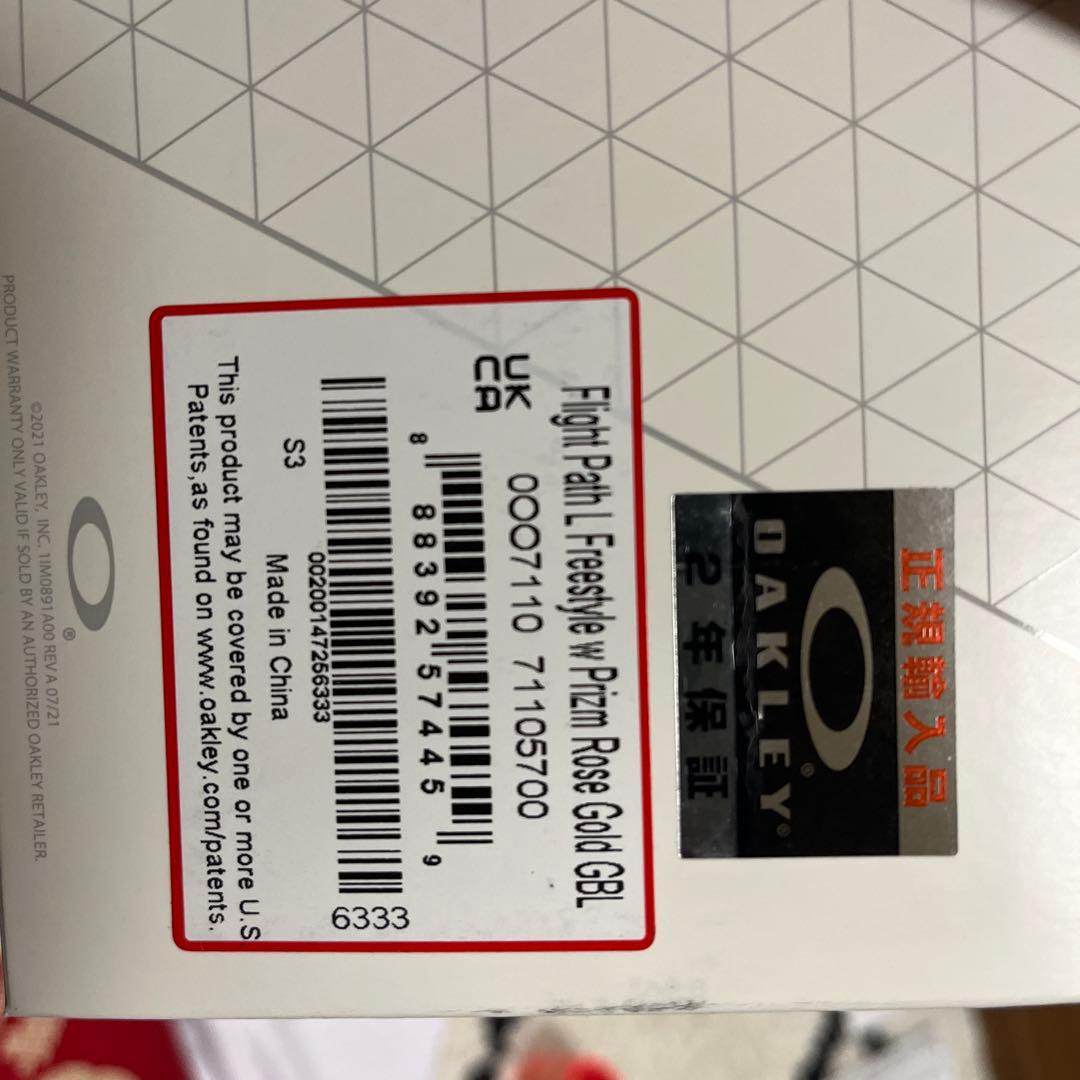 正規輸入品
OAKLEY®
2年保証
Flight Path L Freestyle w Prizm Rose Gold GBL
UK
CA
0OO7110 71105700
8 88392 57445 9
6333
00200147256333
S3 Made in China
This product may be covered by one or more U.S
Patents,as found on www.oakley.com/patents.
®
©2021 OAKLEY, INC. 1IM0891A00 REV A 07/21
PRODUCT WARRANTY ONLY VALID IF SOLD BY AN AUTHORIZED OAKLEY RETAILER.